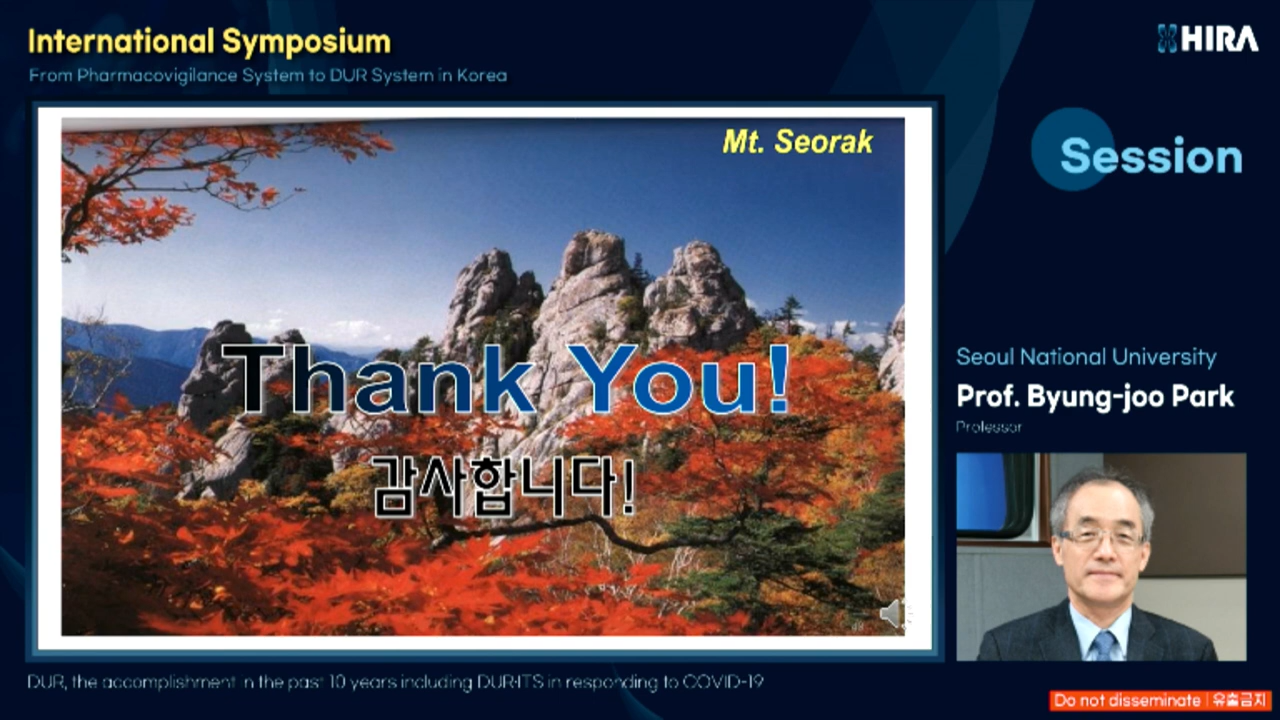 International Symposium
From Pharmacovigilance System to DUR System in Korea
HIRA
Mt. Seorak
Session
Thank You!
감사합니다!
Seoul National University
Prof. Byung-joo Park
Professor
DUR, the accomplishment in the past 10 years including DUR·ITS in responding to COVID-19
Do not disseminate | 유출금지